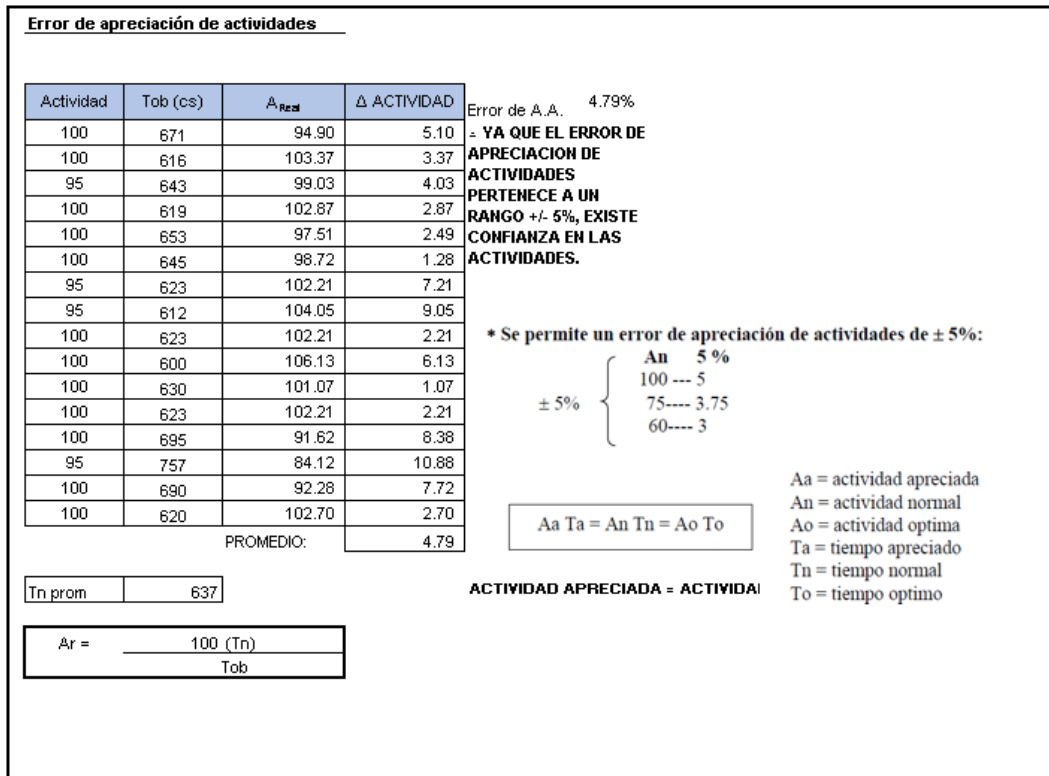 Error de apreciación de actividades
Actividad Tob (cs) A Real Δ ACTIVIDAD
100 671 94.90 5.10
100 616 103.37 3.37
95 643 99.03 4.03
100 619 102.87 2.87
100 653 97.51 2.49
100 645 98.72 1.28
95 623 102.21 7.21
95 612 104.05 9.05
100 623 102.21 2.21
100 600 106.13 6.13
100 630 101.07 1.07
100 623 102.21 2.21
100 695 91.62 8.38
95 757 84.12 10.88
100 690 92.28 7.72
100 620 102.70 2.70
PROMEDIO: 4.79
Error de A.A. 4.79%
= YA QUE EL ERROR DE
APRECIACION DE
ACTIVIDADES
PERTENECE A UN
RANGO +/- 5%, EXISTE
CONFIANZA EN LAS
ACTIVIDADES.
* Se permite un error de apreciación de actividades de ± 5%:
An 5 %
100 --- 5
± 5%
75---- 3.75
60---- 3
Aa Ta = An Tn = Ao To
Aa = actividad apreciada
An = actividad normal
Ao = actividad optima
Ta = tiempo apreciado
Tn = tiempo normal
To = tiempo optimo
Tn prom 637
ACTIVIDAD APRECIADA = ACTIVIDA
Ar = 100 (Tn)
Tob